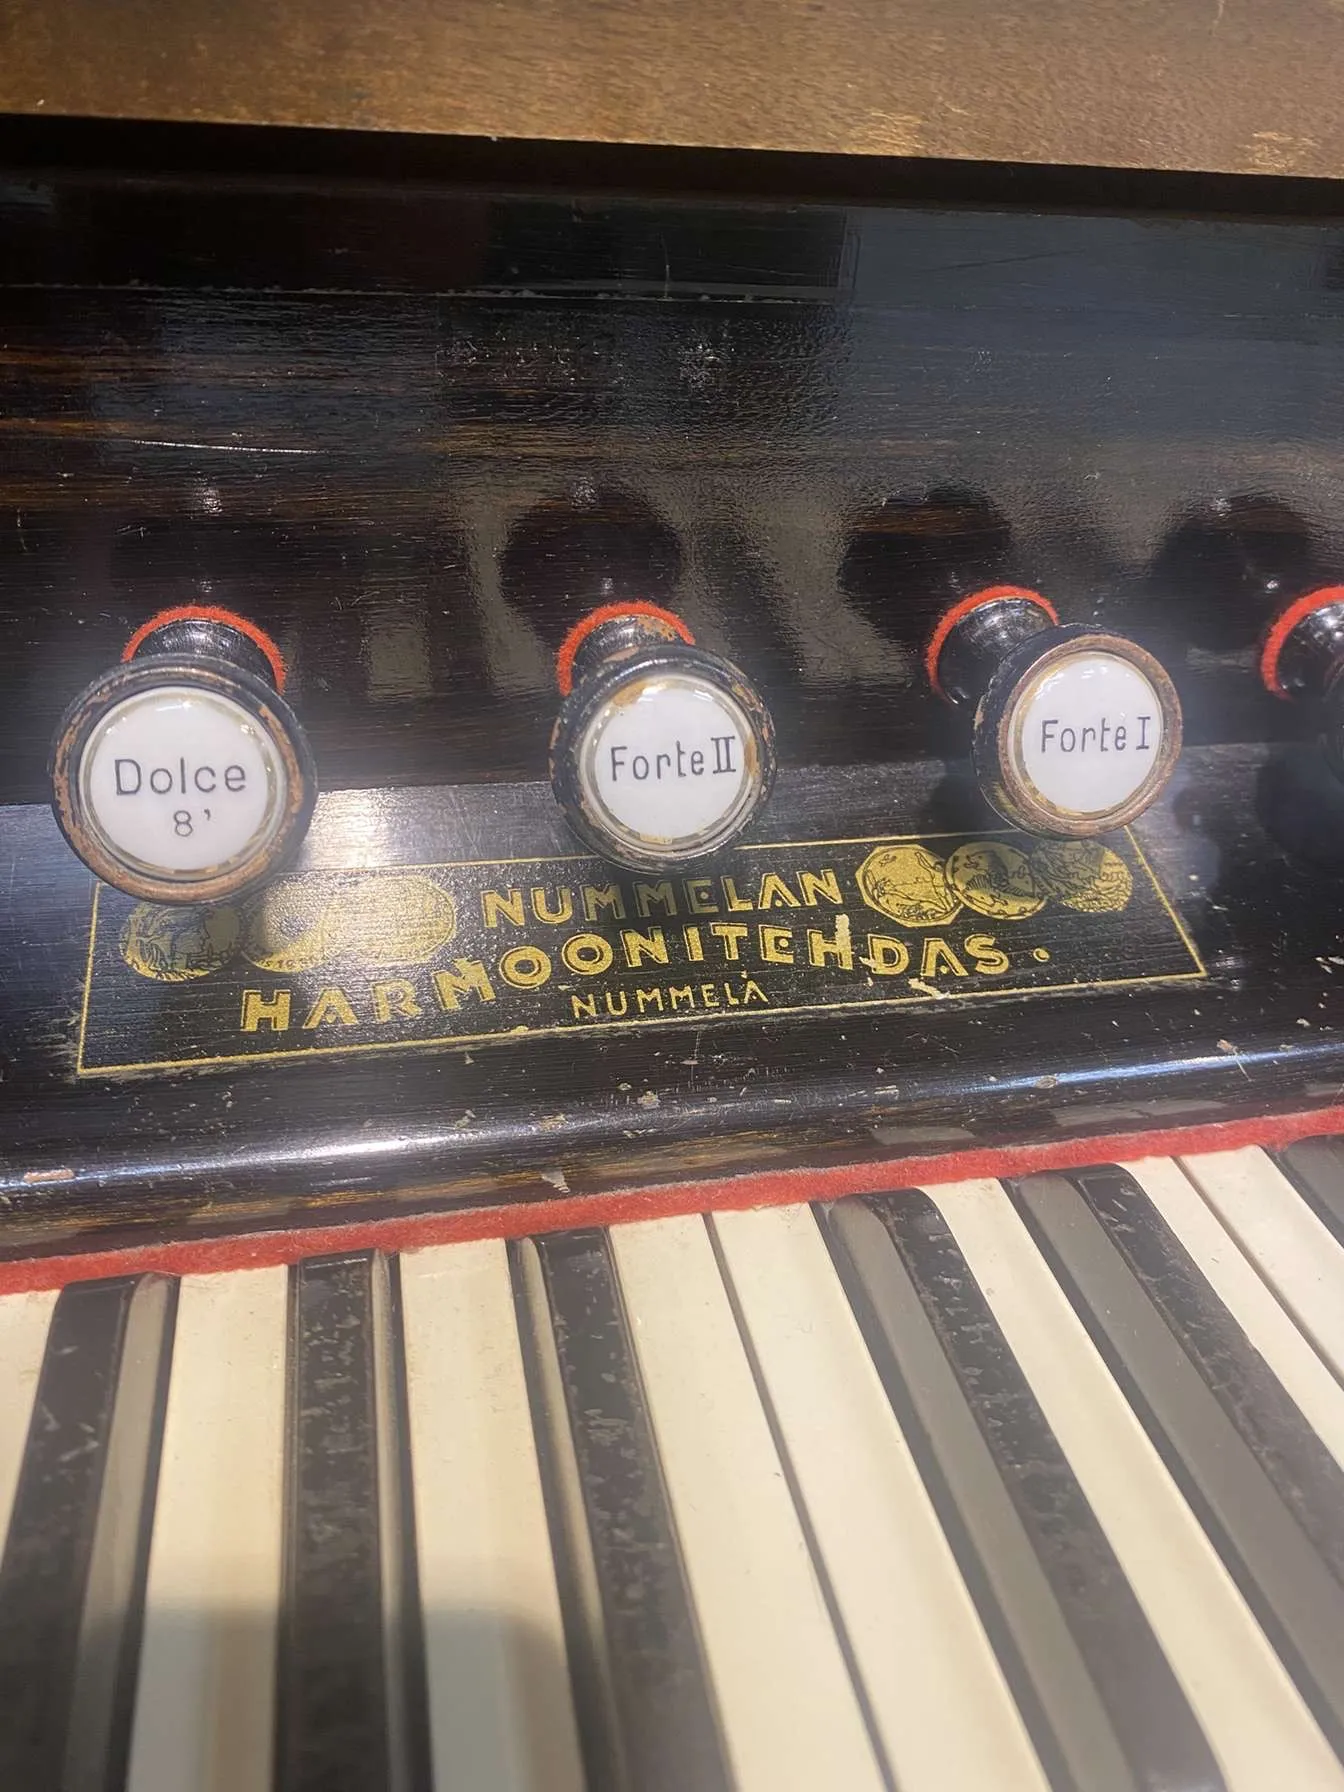 Dolce
8'
Forte II
Forte I
NUMMELAN
HARMOONITEHDAS.
NUMMELA